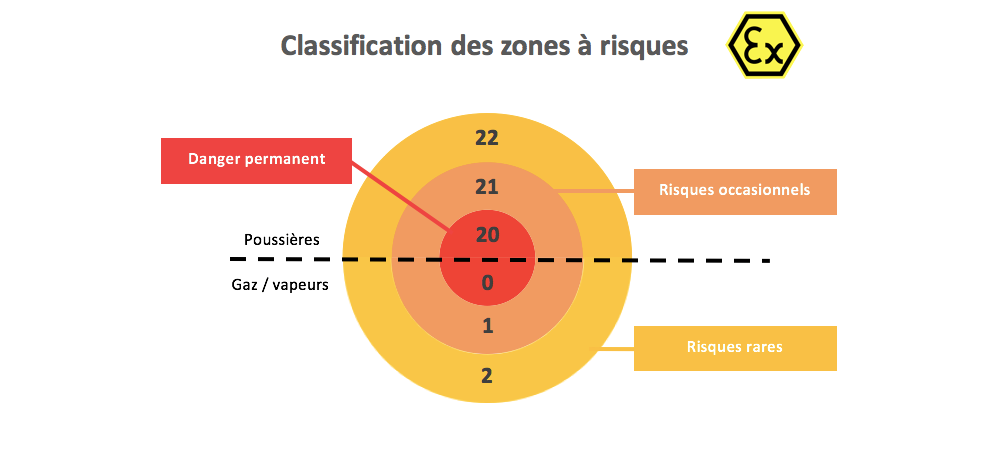 Classification des zones à risques
Ex
22
Danger permanent
21
Risques occasionnels
20
Poussières
Gaz / vapeurs
0
1
Risques rares
2